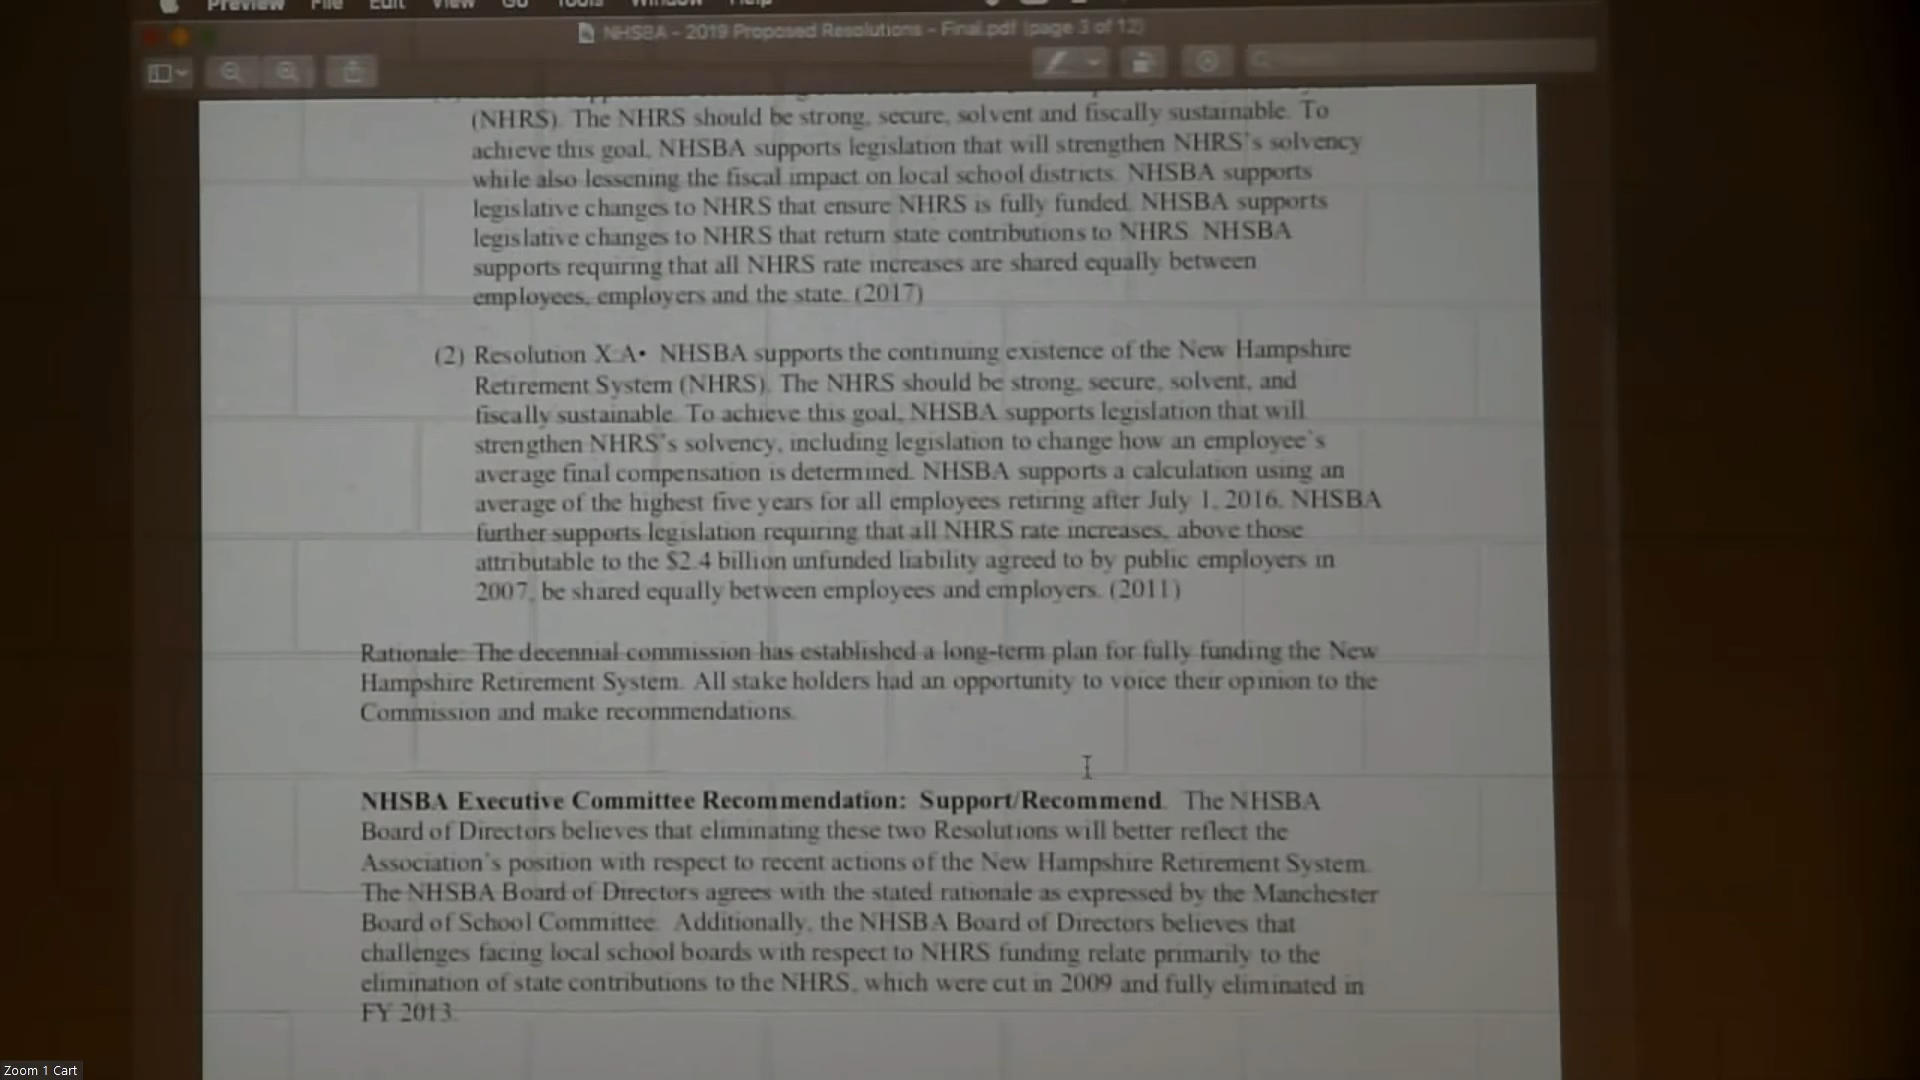 Preview File Edit View Go Tools Window Help
NHSBA - 2019 Proposed Resolutions - Final.pdf (page 3 of 12)
(NHRS). The NHRS should be strong, secure, solvent and fiscally sustainable. To
achieve this goal, NHSBA supports legislation that will strengthen NHRS's solvency
while also lessening the fiscal impact on local school districts. NHSBA supports
legislative changes to NHRS that ensure NHRS is fully funded. NHSBA supports
legislative changes to NHRS that return state contributions to NHRS. NHSBA
supports requiring that all NHRS rate increases are shared equally between
employees, employers and the state. (2017)
(2) Resolution X.A• NHSBA supports the continuing existence of the New Hampshire
Retirement System (NHRS). The NHRS should be strong, secure, solvent, and
fiscally sustainable. To achieve this goal, NHSBA supports legislation that will
strengthen NHRS's solvency, including legislation to change how an employee's
average final compensation is determined. NHSBA supports a calculation using an
average of the highest five years for all employees retiring after July 1, 2016. NHSBA
further supports legislation requiring that all NHRS rate increases, above those
attributable to the $2.4 billion unfunded liability agreed to by public employers in
2007, be shared equally between employees and employers. (2011)
Rationale: The decennial commission has established a long-term plan for fully funding the New
Hampshire Retirement System. All stake holders had an opportunity to voice their opinion to the
Commission and make recommendations.
NHSBA Executive Committee Recommendation: Support/Recommend. The NHSBA
Board of Directors believes that eliminating these two Resolutions will better reflect the
Association's position with respect to recent actions of the New Hampshire Retirement System.
The NHSBA Board of Directors agrees with the stated rationale as expressed by the Manchester
Board of School Committee. Additionally, the NHSBA Board of Directors believes that
challenges facing local school boards with respect to NHRS funding relate primarily to the
elimination of state contributions to the NHRS, which were cut in 2009 and fully eliminated in
FY 2013.
Zoom 1 Cart